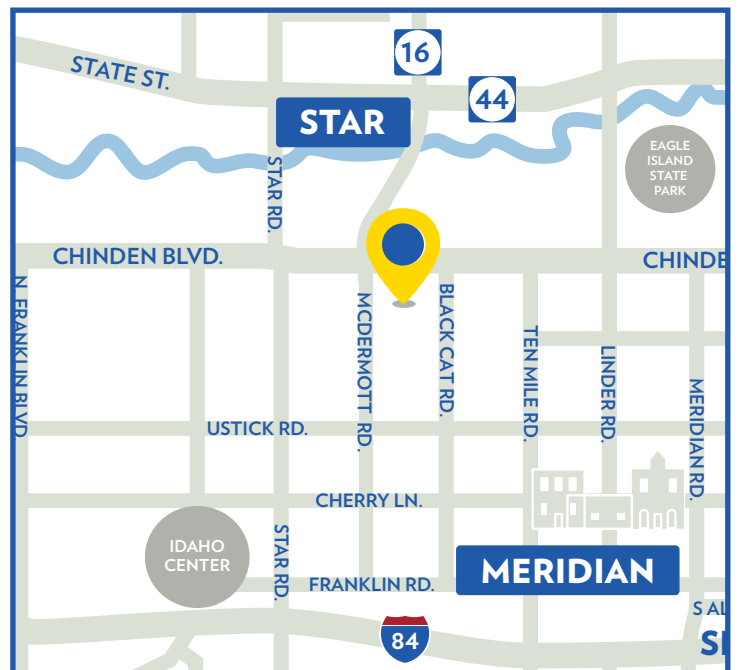 16
STATE ST.
44
STAR
EAGLE
ISLAND
STATE
PARK
STAR RD.
CHINDEN BLVD.
CHINDE
N. FRANKLIN BLVD.
MCDERMOTT RD.
BLACK CAT RD.
TEN MILE RD.
LINDER RD.
MERIDIAN RD.
USTICK RD.
CHERRY LN.
IDAHO
CENTER
STAR RD.
FRANKLIN RD.
MERIDIAN
S AL
84